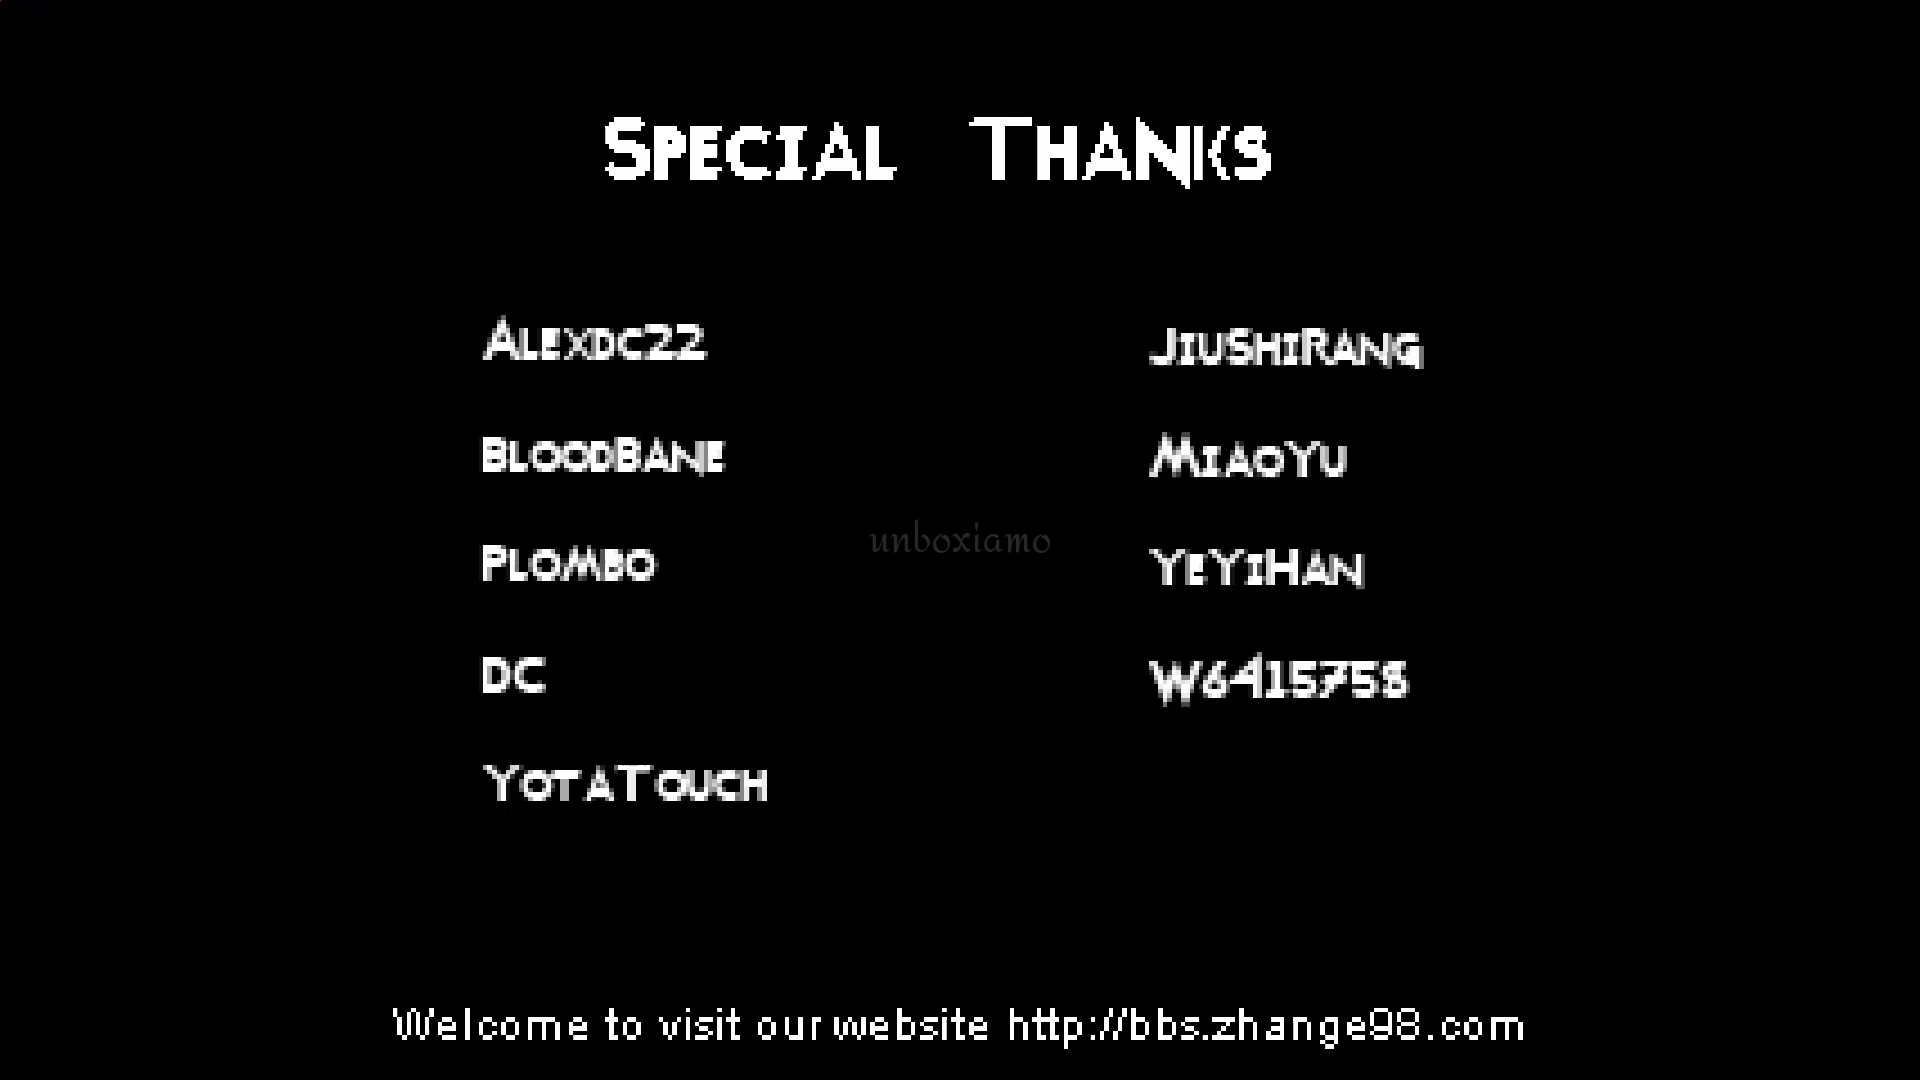 Special Thanks
Alexdc22
JiuShiRang
BloodBane
MiaoYu
unboxiamo
Plombo
YeYiHan
DC
W6415758
YotaTouch
Welcome to visit our website http://bbs.zhange98.com